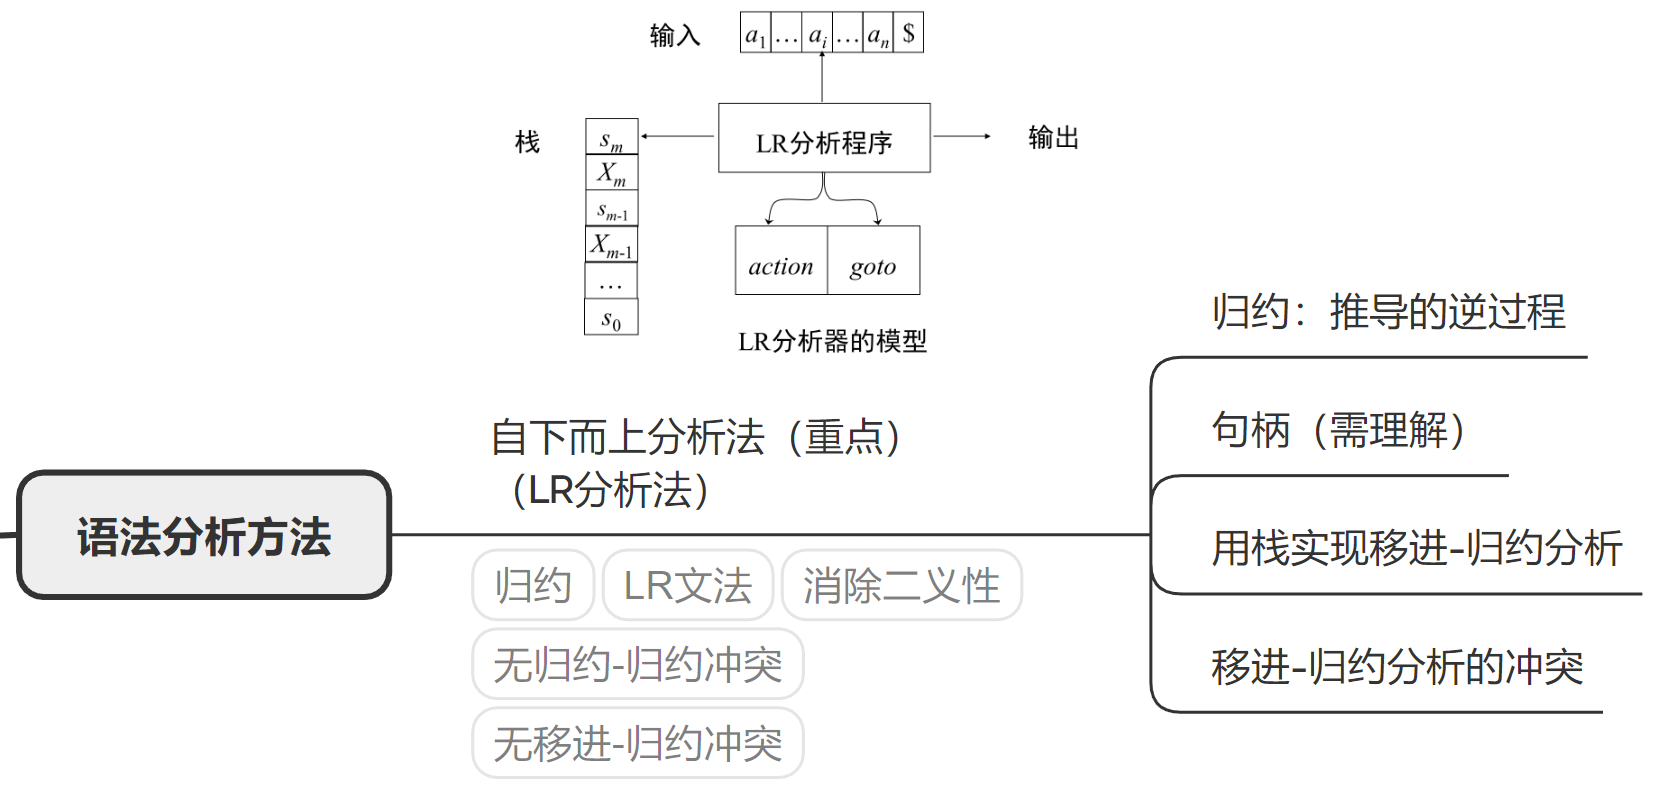 输入
a1 … ai … an $
栈
sm
Xm
sm-1
Xm-1
…
s0
LR分析程序
输出
action goto
LR分析器的模型
语法分析方法
自下而上分析法（重点）
（LR分析法）
归约 LR文法 消除二义性
无归约-归约冲突
无移进-归约冲突
归约：推导的逆过程
句柄（需理解）
用栈实现移进-归约分析
移进-归约分析的冲突